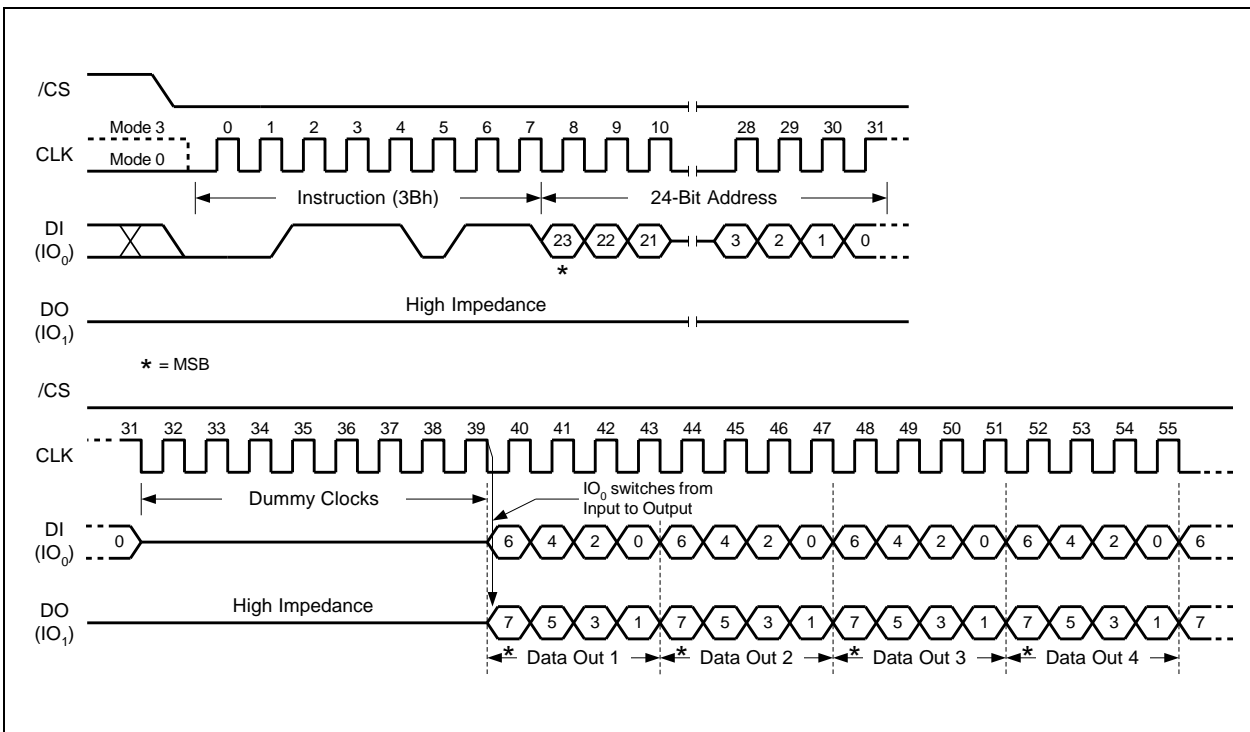 /CS
Mode 3 0 1 2 3 4 5 6 7 8 9 10 28 29 30 31
CLK
Mode 0
Instruction (3Bh) 24-Bit Address
DI
(IO0) 23 22 21 3 2 1 0
*
High Impedance
DO
(IO1)
* = MSB
/CS
31 32 33 34 35 36 37 38 39 40 41 42 43 44 45 46 47 48 49 50 51 52 53 54 55
CLK
Dummy Clocks
IO0 switches from
Input to Output
DI
(IO0) 0 6 4 2 0 6 4 2 0 6 4 2 0 6 4 2 0 6
High Impedance
DO
(IO1) 7 5 3 1 7 5 3 1 7 5 3 1 7 5 3 1 7
* Data Out 1 * Data Out 2 * Data Out 3 * Data Out 4